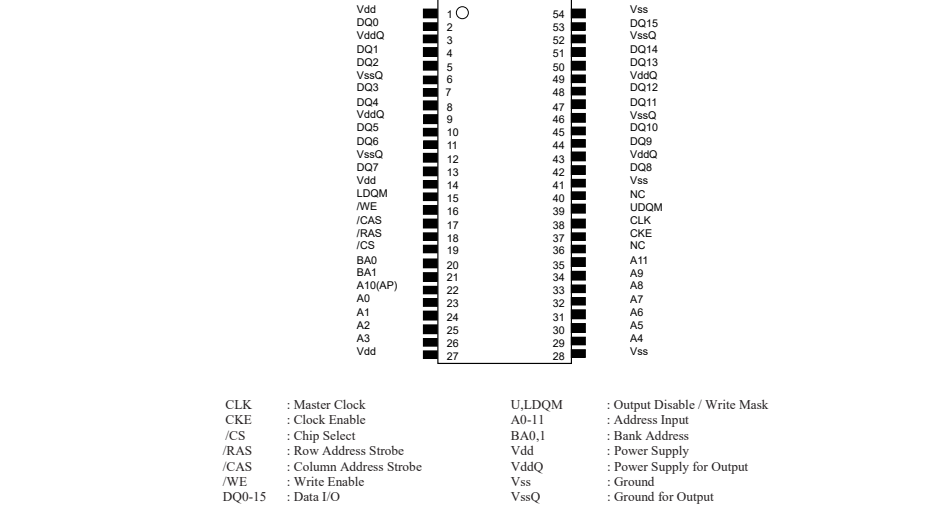 Vdd 1 54 Vss
DQ0 2 53 DQ15
VddQ 3 52 VssQ
DQ1 4 51 DQ14
DQ2 5 50 DQ13
VssQ 6 49 VddQ
DQ3 7 48 DQ12
DQ4 8 47 DQ11
VddQ 9 46 VssQ
DQ5 10 45 DQ10
DQ6 11 44 DQ9
VssQ 12 43 VddQ
DQ7 13 42 DQ8
Vdd 14 41 Vss
LDQM 15 40 NC
/WE 16 39 UDQM
/CAS 17 38 CLK
/RAS 18 37 CKE
/CS 19 36 NC
BA0 20 35 A11
BA1 21 34 A9
A10(AP) 22 33 A8
A0 23 32 A7
A1 24 31 A6
A2 25 30 A5
A3 26 29 A4
Vdd 27 28 Vss
CLK : Master Clock U,LDQM : Output Disable / Write Mask
CKE : Clock Enable A0-11 : Address Input
/CS : Chip Select BA0,1 : Bank Address
/RAS : Row Address Strobe Vdd : Power Supply
/CAS : Column Address Strobe VddQ : Power Supply for Output
/WE : Write Enable Vss : Ground
DQ0-15 : Data I/O VssQ : Ground for Output